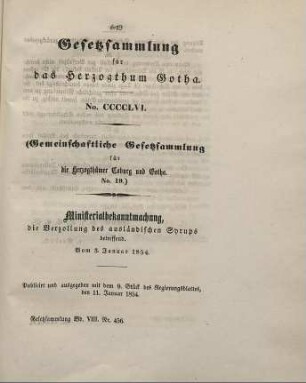 Gesetzsammlung
für
das Herzogthum Gotha.
No. CCCCLVI.
(Gemeinschaftliche Gesetzsammlung
für
die Herzogthümer Coburg und Gotha.
No. 19.)
Ministerialbekanntmachung,
die Verzollung des ausländischen Syrups
betreffend.
Vom 3 Januar 1854.
Publicirt und ausgegeben mit dem 9. Stück des Regierungsblattes,
den 11. Januar 1854.
Gesetzsammlung Bd. VIII. Nr. 456.